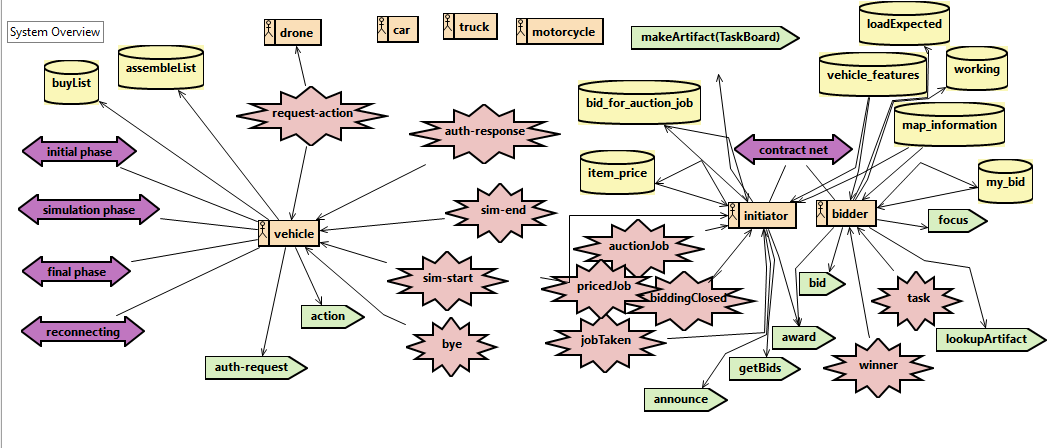 System Overview
drone
car
truck
motorcycle
makeArtifact(TaskBoard)
loadExpected
buyList
assembleList
vehicle_features
working
bid_for_auction_job
request-action
auth-response
map_information
initial phase
contract net
item_price
my_bid
simulation phase
sim-end
initiator
bidder
focus
vehicle
auctionJob
final phase
sim-start
pricedJob
biddingClosed
bid
task
action
reconnecting
bye
jobTaken
award
lookupArtifact
auth-request
getBids
winner
announce